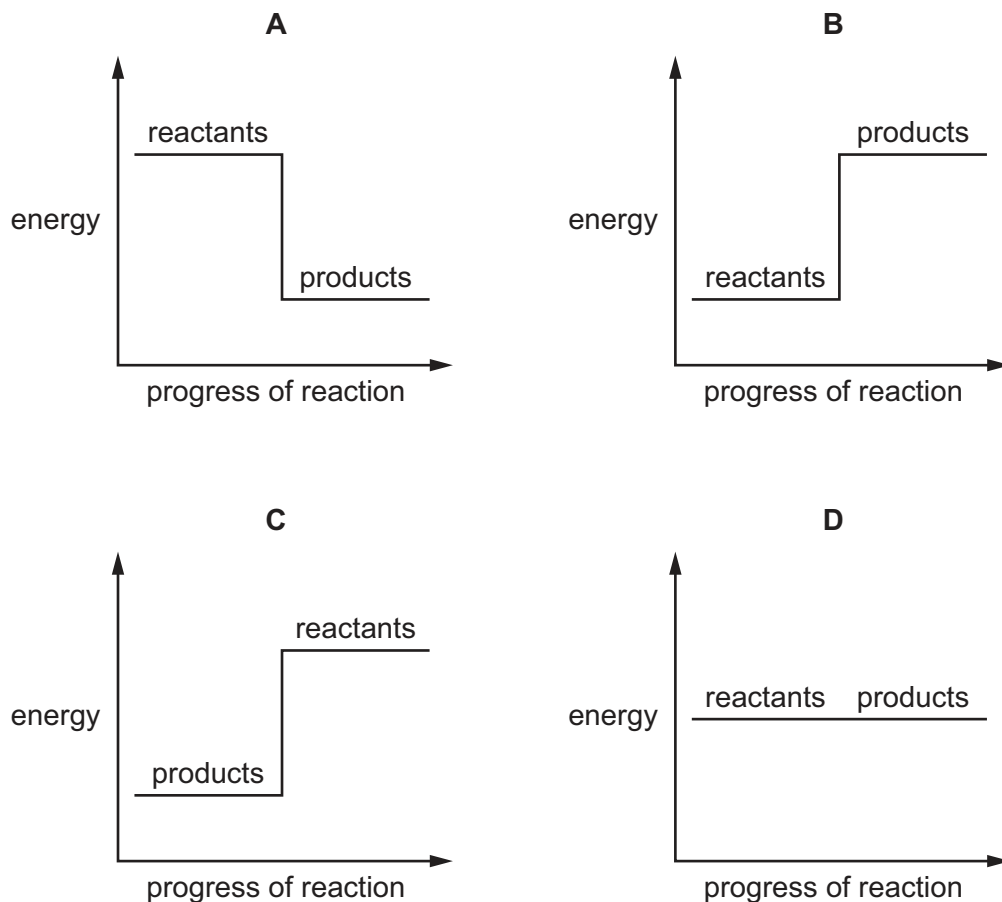 A
reactants
energy
products
progress of reaction
B
products
energy
reactants
progress of reaction
C
reactants
energy
products
progress of reaction
D
reactants products
energy
progress of reaction